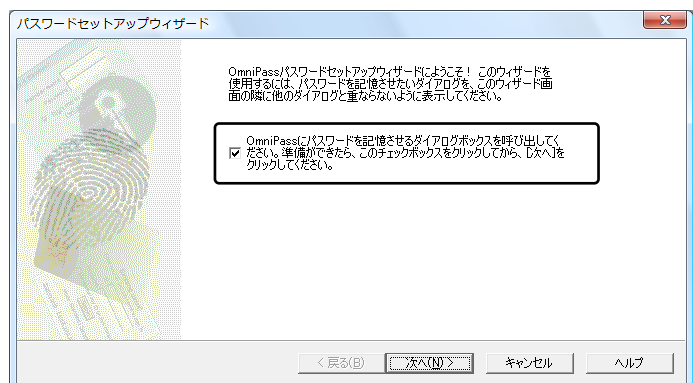 パスワードセットアップウィザード
OmniPassパスワードセットアップウィザードにようこそ！ このウィザードを
使用するには、パスワードを記憶させたいダイアログを、このウィザード画
面の隣に他のダイアログと重ならないように表示してください。
OmniPassにパスワードを記憶させるダイアログボックスを呼び出してく
ださい。準備ができたら、このチェックボックスをクリックしてから、[次へ]を
クリックしてください。
< 戻る(B)
次へ(N) >
キャンセル
ヘルプ